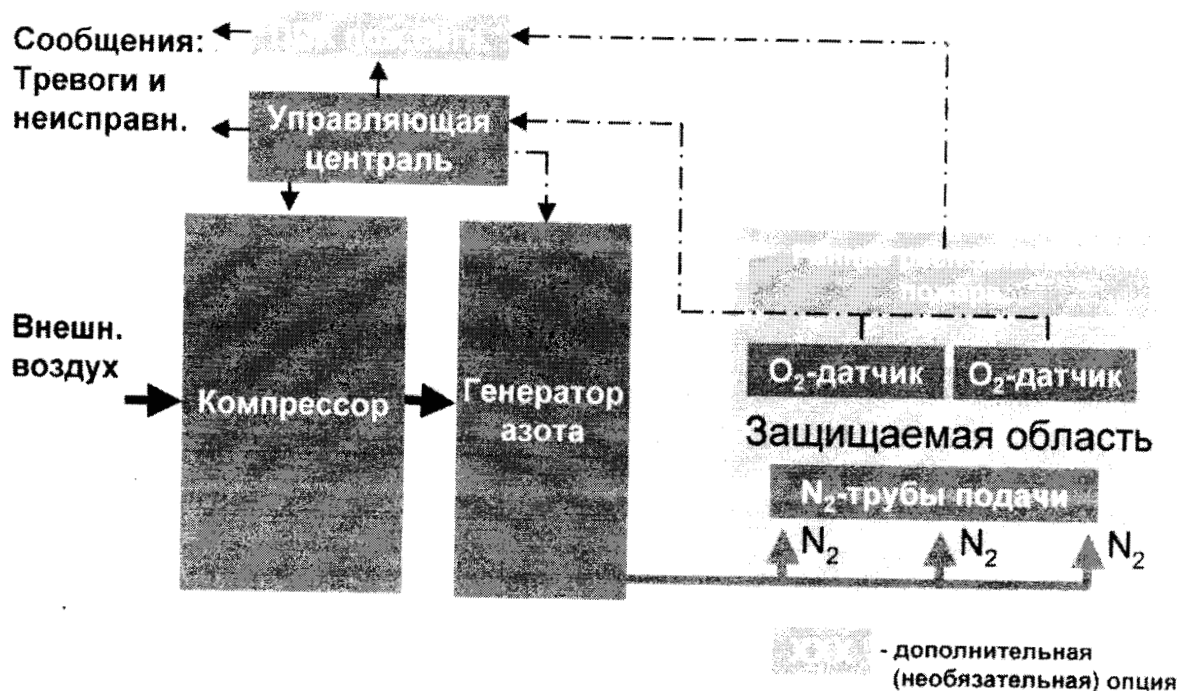 Сообщения:
Тревоги и
неисправн.
Управляющая
централь
Внешн.
воздух
Компрессор
Генератор
азота
O₂-датчик
O₂-датчик
Защищаемая область
N₂-трубы подачи
N₂
N₂
N₂
- дополнительная
(необязательная) опция